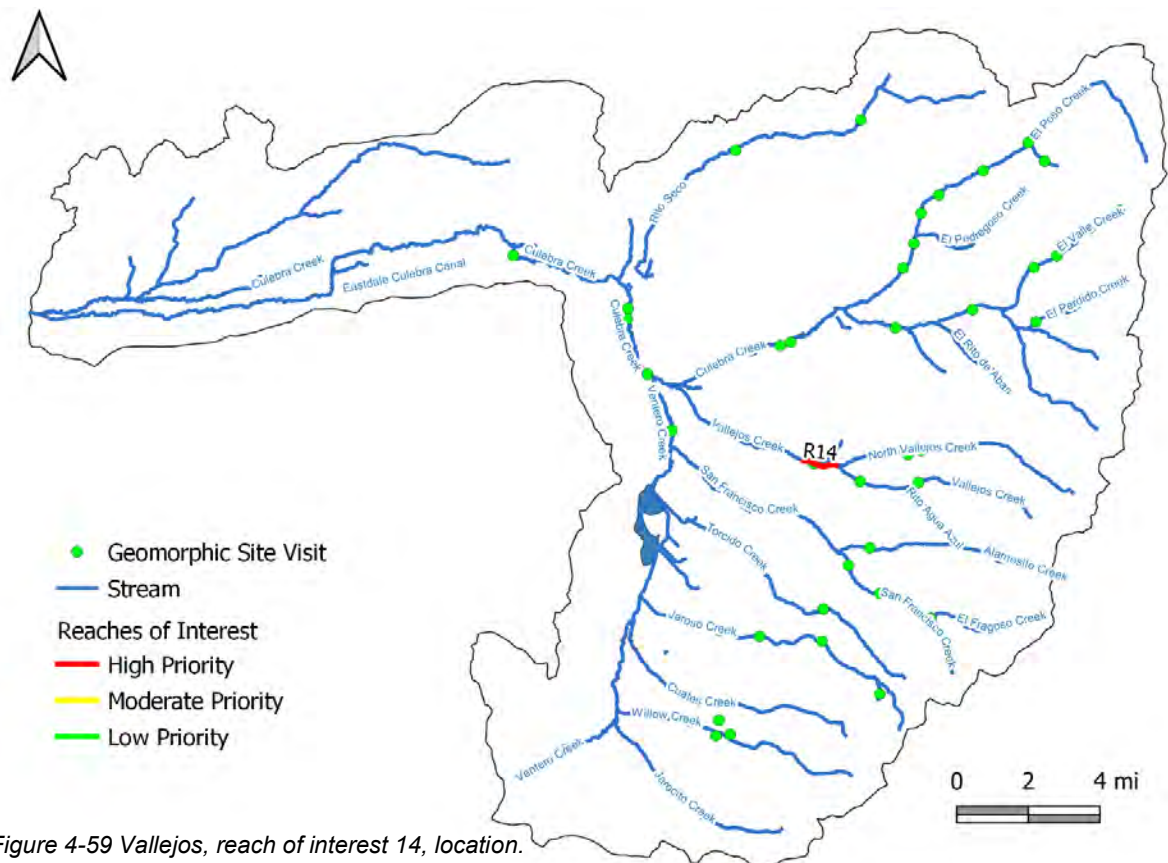 El Poso Creek
Rito Seco
El Pedregoso Creek
El Valle Creek
Culebra Creek
Culebra Creek
Eastdale Culebra Canal
El Perdido Creek
Culebra Creek
Culebra Creek
El Rito de Aban
Ventero Creek
Vallejos Creek
R14
North Vallejos Creek
Vallejos Creek
Rito Agua Azul
San Francisco Creek
Torcido Creek
Alamosito Creek
San Francisco Creek
El Fragoso Creek
Jaroso Creek
Cuates Creek
Willow Creek
Ventero Creek
Jarocito Creek
Geomorphic Site Visit
Stream
Reaches of Interest
High Priority
Moderate Priority
Low Priority
0 2 4 mi
Figure 4-59 Vallejos, reach of interest 14, location.